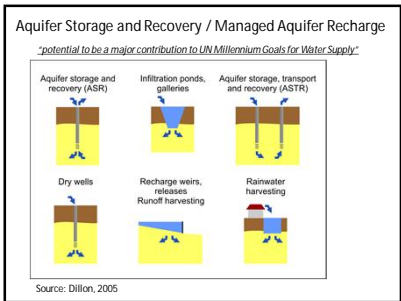 Aquifer Storage and Recovery / Managed Aquifer Recharge
"potential to be a major contribution to UN Millennium Goals for Water Supply"
Aquifer storage and
recovery (ASR)
Infiltration ponds,
galleries
Aquifer storage, transport
and recovery (ASTR)
Dry wells
Recharge weirs,
releases
Runoff harvesting
Rainwater
harvesting
Source: Dillon, 2005